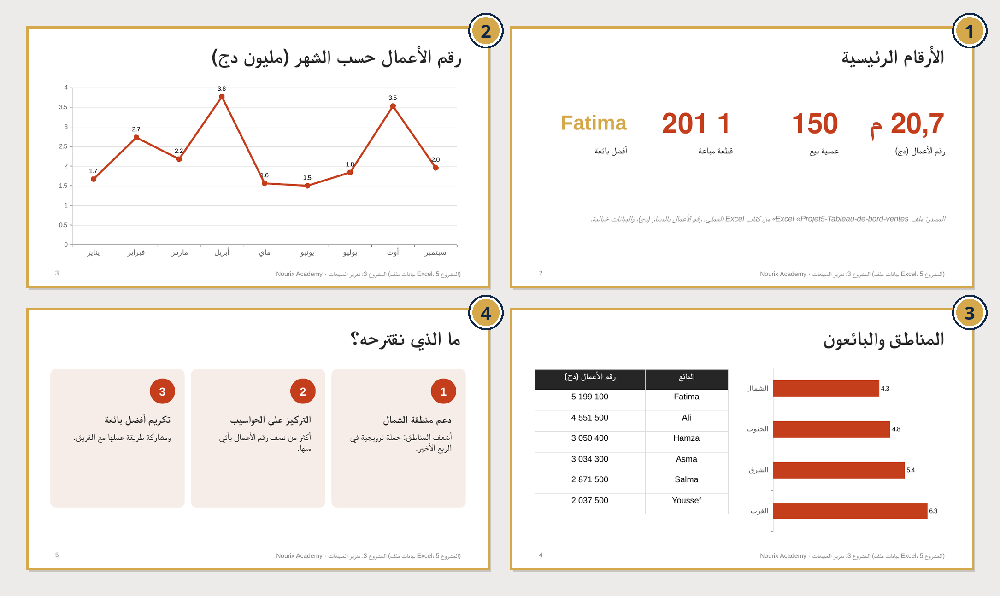 1
الأرقام الرئيسية
20,7 م
رقم الأعمال (دج)
150
عملية بيع
201 1
قطعة مباعة
Fatima
أفضل بائعة
المصدر: ملف Excel «Projet5-Tableau-de-bord-ventes» من كتاب Excel العملي. رقم الأعمال بالدينار (دج)، والبيانات خيالية.
Nourix Academy · المشروع 3: تقرير المبيعات (بيانات ملف Excel، المشروع 5)
2
2
رقم الأعمال حسب الشهر (مليون دج)
4
3.5
3
2.5
2
1.5
1
0.5
0
1.7
2.7
2.2
3.8
1.6
1.5
1.8
3.5
2.0
يناير
فبراير
مارس
أبريل
ماي
يونيو
يوليو
أوت
سبتمبر
Nourix Academy · المشروع 3: تقرير المبيعات (بيانات ملف Excel، المشروع 5)
3
3
المناطق والبائعون
الشمال 4.3
الجنوب 4.8
الشرق 5.4
الغرب 6.3
البائع رقم الأعمال (دج)
Fatima 5 199 100
Ali 4 551 500
Hamza 3 050 400
Asma 3 034 300
Salma 2 871 500
Youssef 2 037 500
Nourix Academy · المشروع 3: تقرير المبيعات (بيانات ملف Excel، المشروع 5)
4
4
ما الذي نقترحه؟
1
دعم منطقة الشمال
أضعف المناطق: حملة ترويجية في
الربع الأخير.
2
التركيز على الحواسيب
أكثر من نصف رقم الأعمال يأتي
منها.
3
تكريم أفضل بائعة
ومشاركة طريقة عملها مع الفريق.
Nourix Academy · المشروع 3: تقرير المبيعات (بيانات ملف Excel، المشروع 5)
5